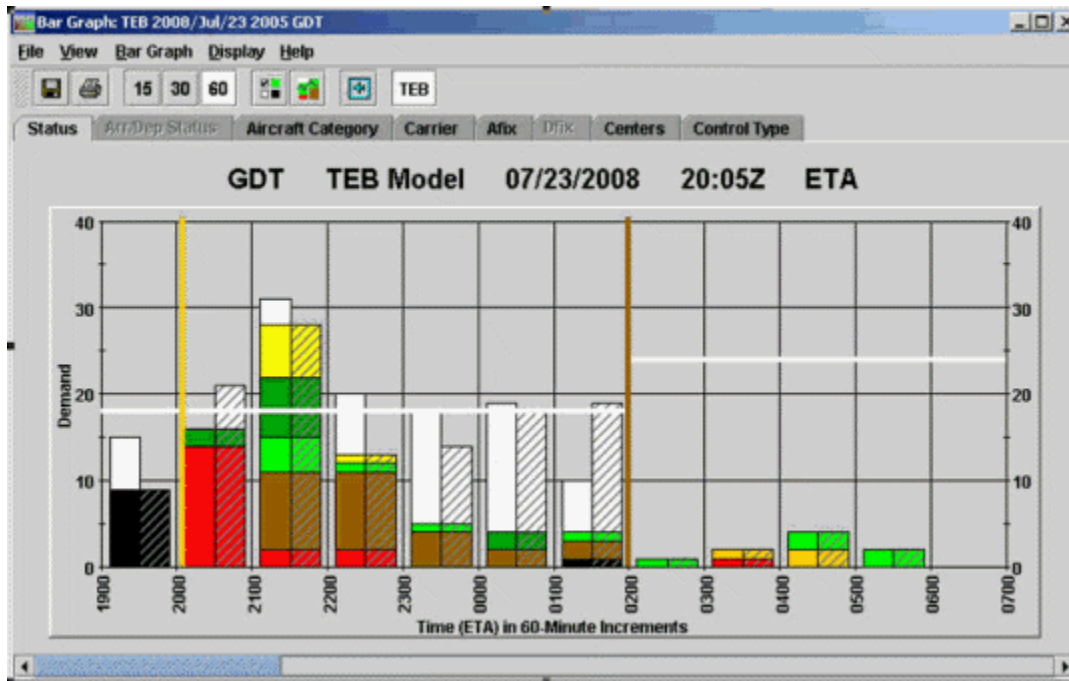 Bar Graph: TEB 2008/Jul/23 2005 GDT
File View Bar Graph Display Help
15 30 60 TEB
Status Arr/Dep Status Aircraft Category Carrier Afix Dfix Centers Control Type
GDT TEB Model 07/23/2008 20:05Z ETA
40 40
30 30
20 20
10 10
0 0
Demand
1900 2000 2100 2200 2300 0000 0100 0200 0300 0400 0500 0600 0700
Time (ETA) in 60-Minute Increments